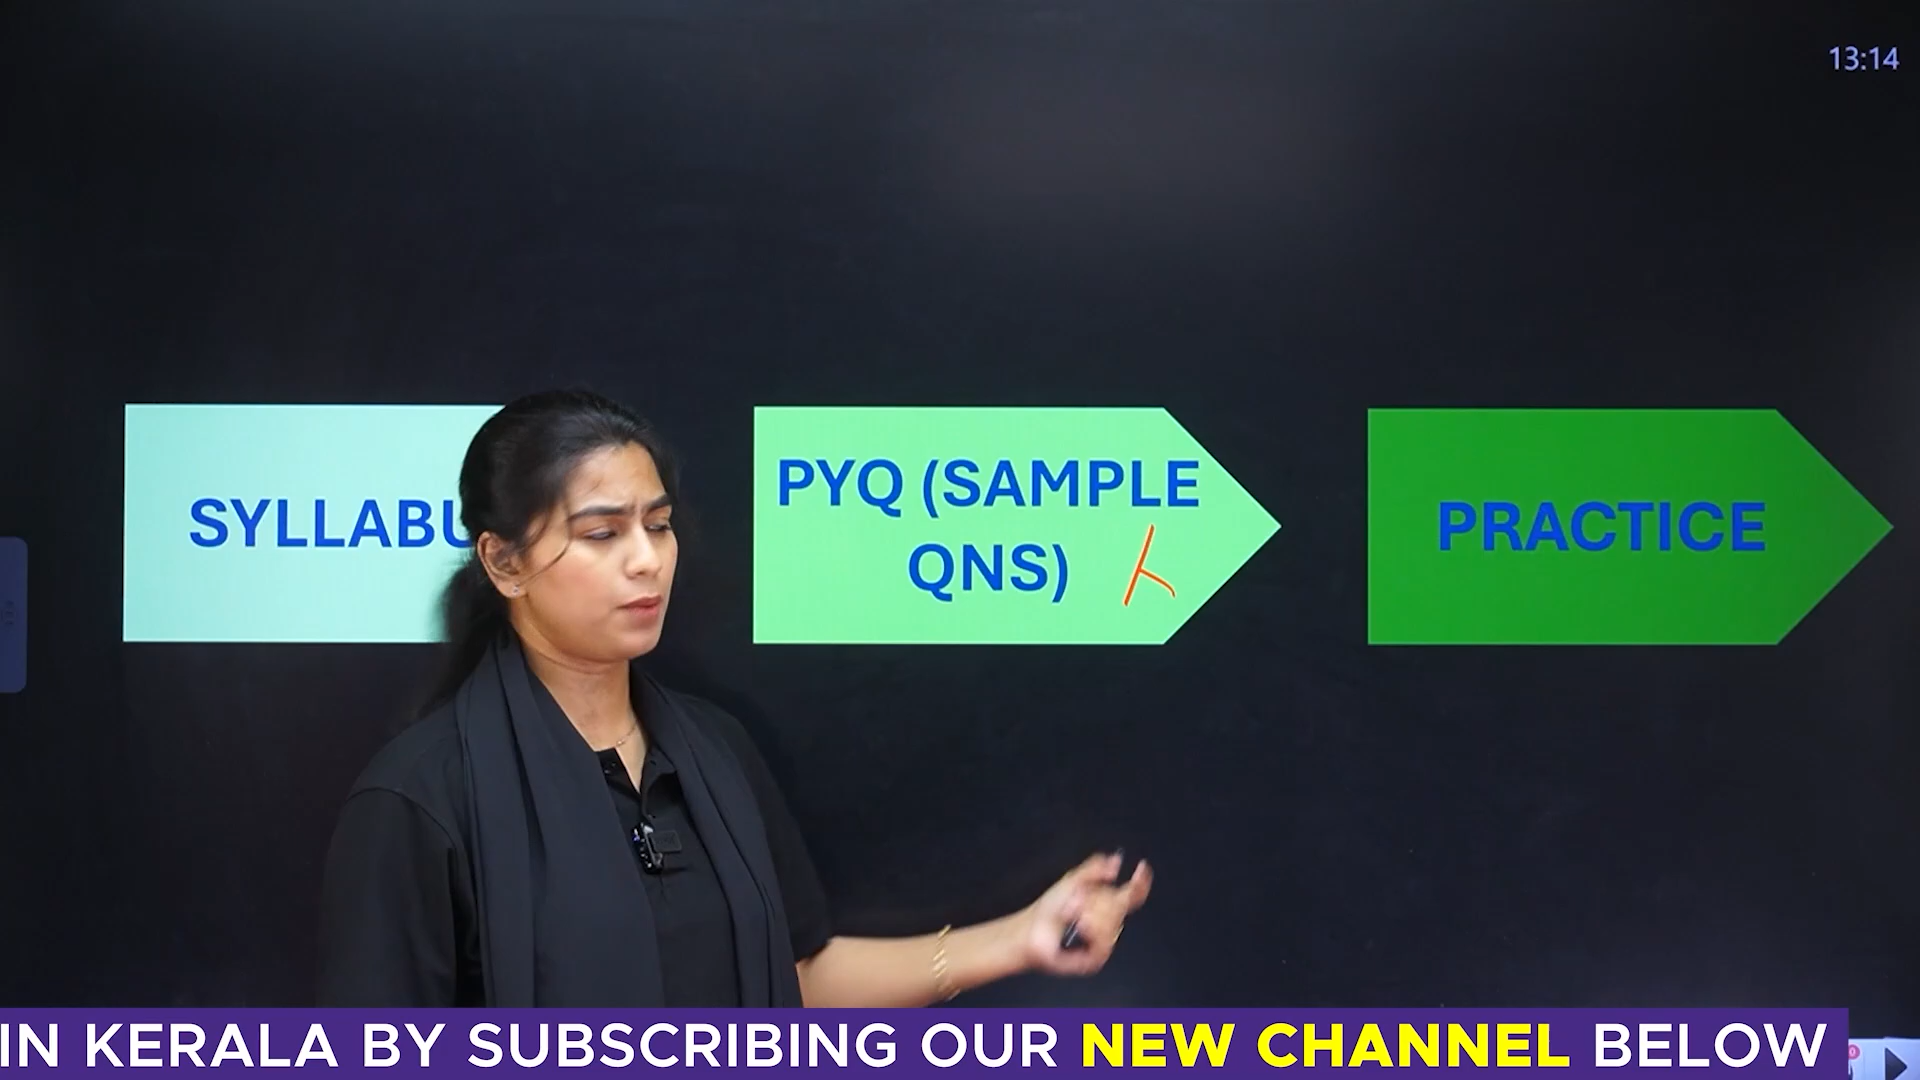 13:14
SYLLABU
PYQ (SAMPLE
QNS)
PRACTICE
IN KERALA BY SUBSCRIBING OUR NEW CHANNEL BELOW